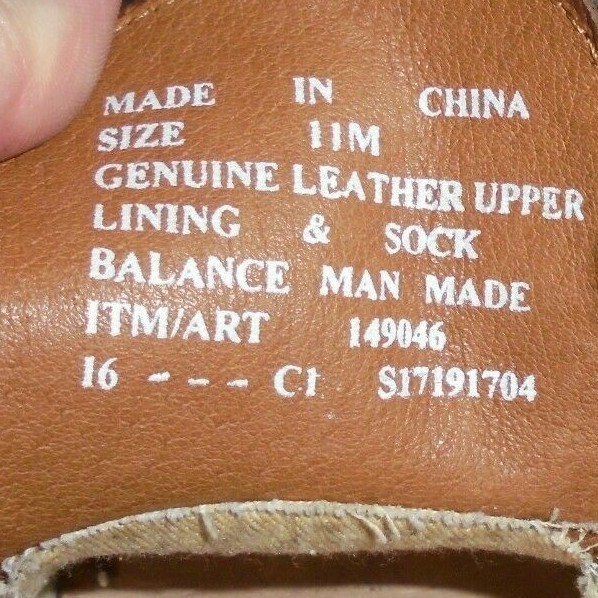 MADE IN CHINA
SIZE 11M
GENUINE LEATHER UPPER
LINING & SOCK
BALANCE MAN MADE
ITM/ART 149046
16 - - - C1 S17191704